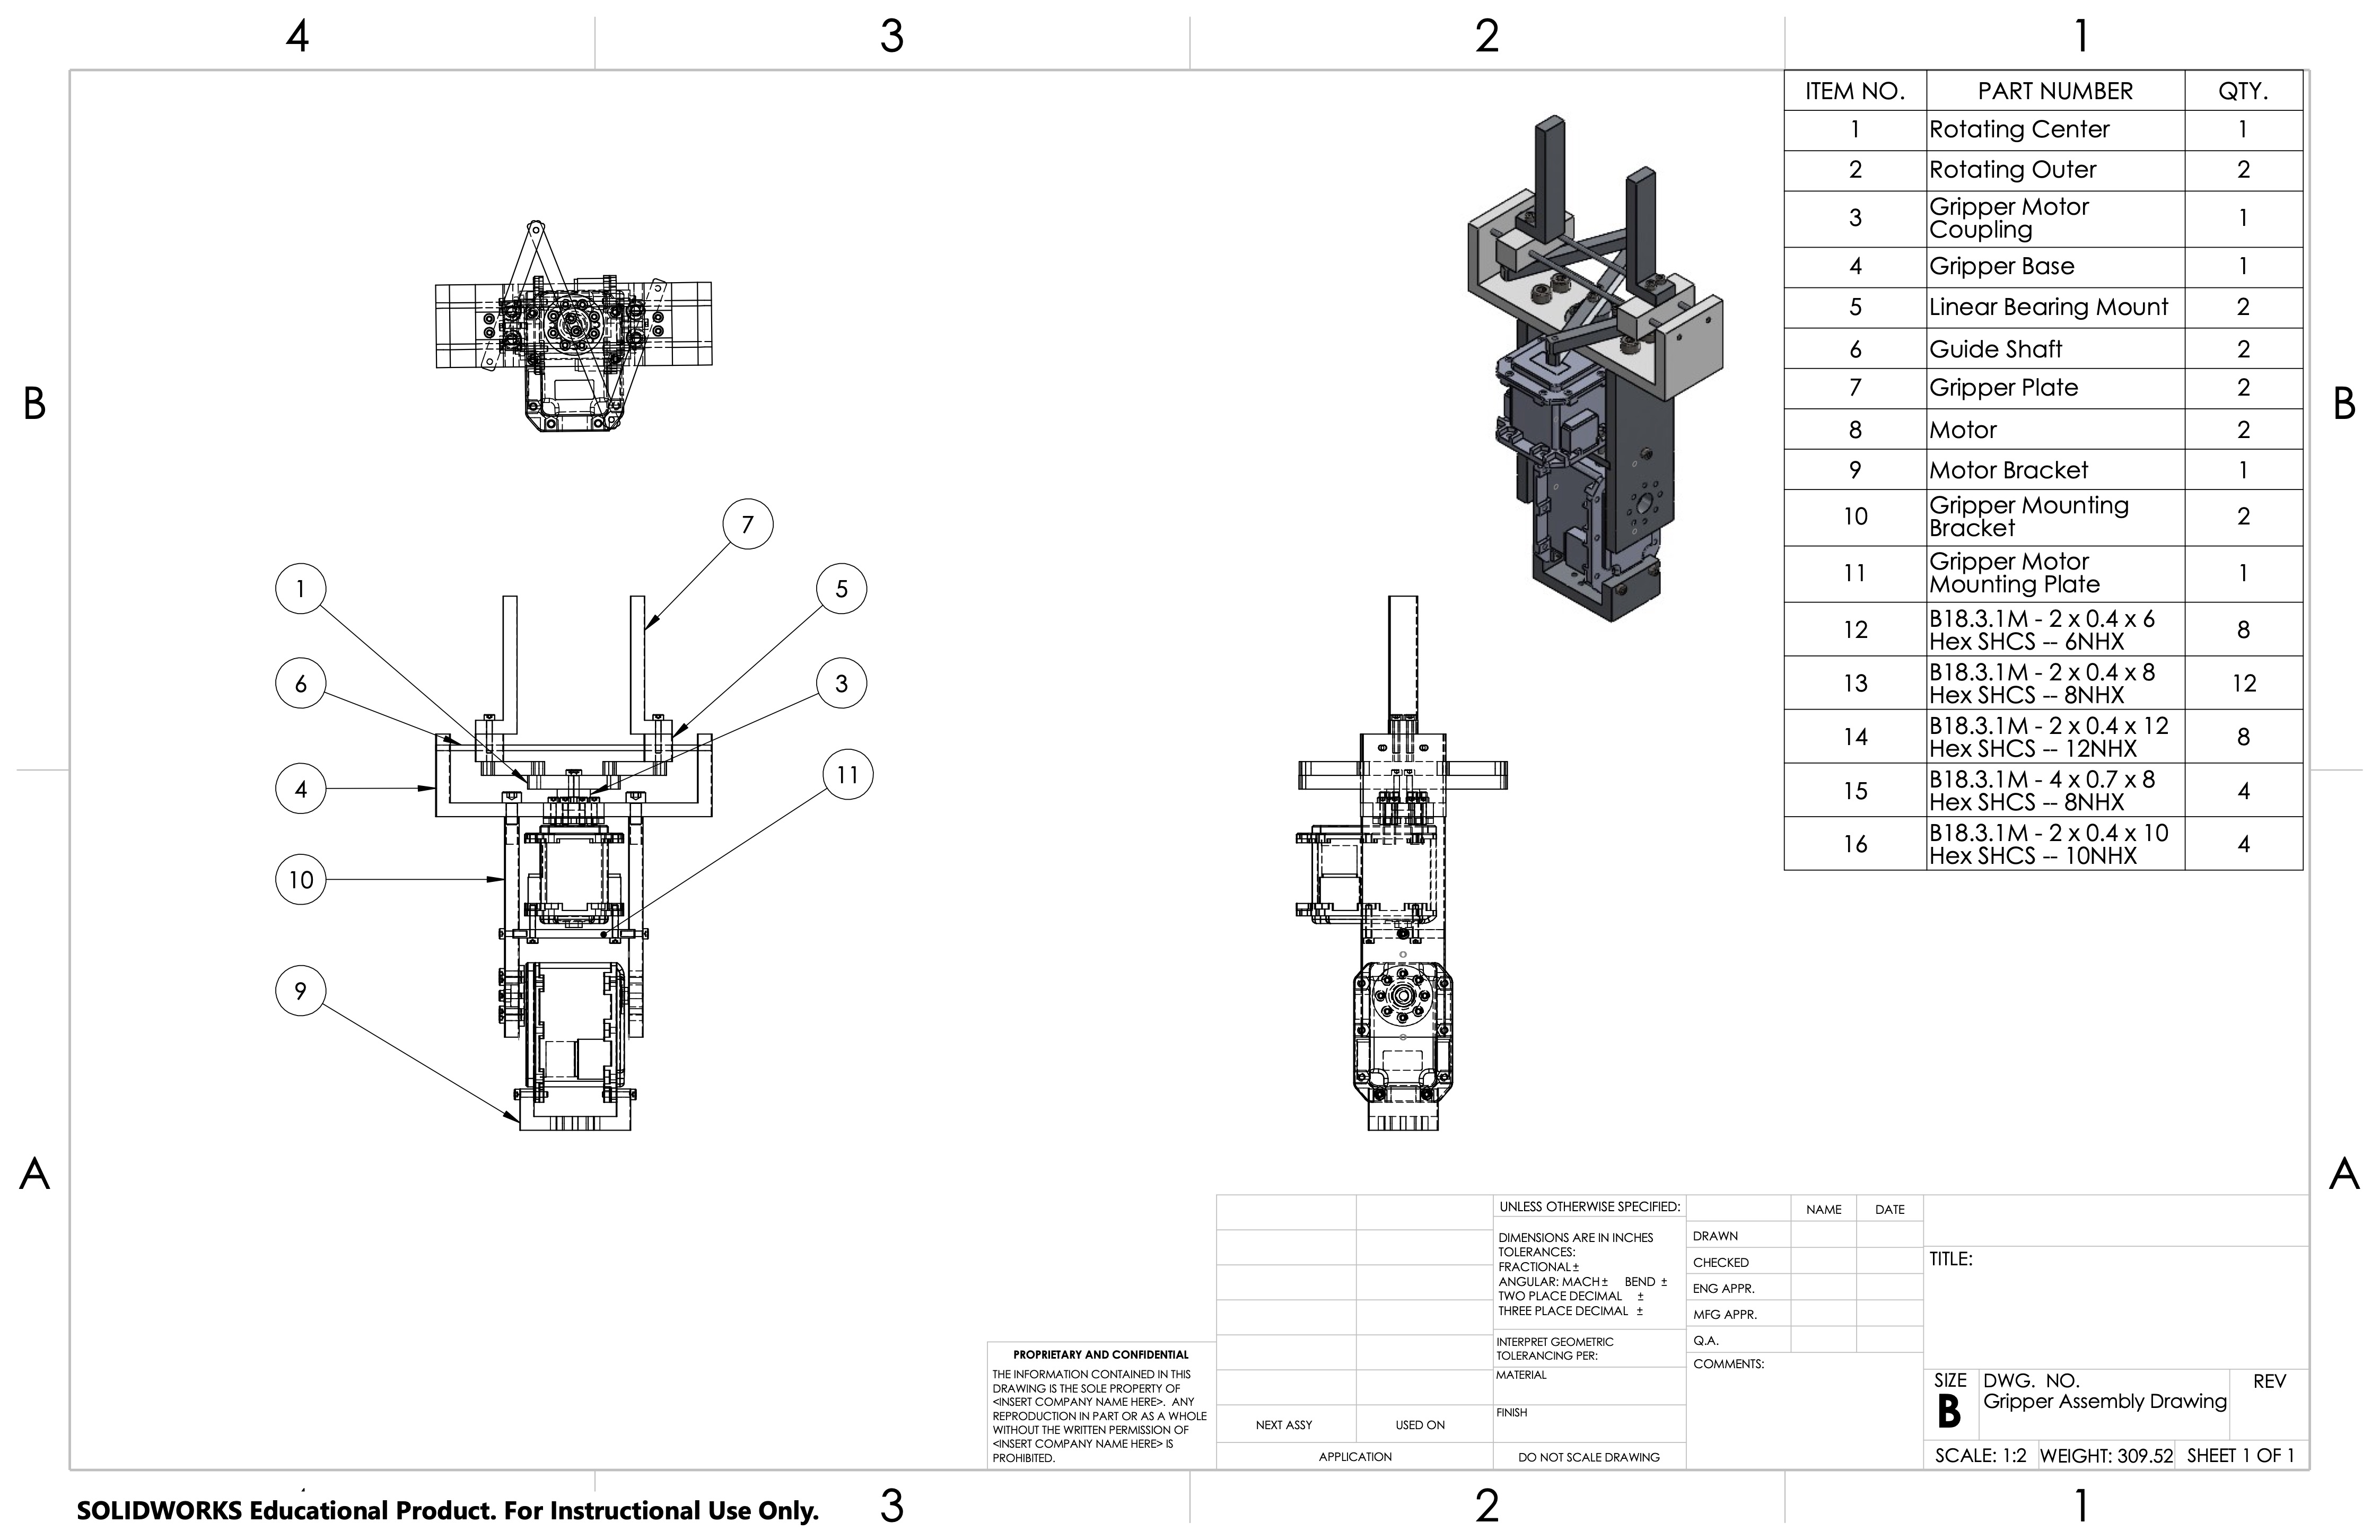 4 3 2 1
ITEM NO. PART NUMBER QTY.
1 Rotating Center 1
2 Rotating Outer 2
3 Gripper Motor Coupling 1
4 Gripper Base 1
5 Linear Bearing Mount 2
6 Guide Shaft 2
7 Gripper Plate 2
8 Motor 2
9 Motor Bracket 1
10 Gripper Mounting Bracket 2
11 Gripper Motor Mounting Plate 1
12 B18.3.1M - 2 x 0.4 x 6 Hex SHCS -- 6NHX 8
13 B18.3.1M - 2 x 0.4 x 8 Hex SHCS -- 8NHX 12
14 B18.3.1M - 2 x 0.4 x 12 Hex SHCS -- 12NHX 8
15 B18.3.1M - 4 x 0.7 x 8 Hex SHCS -- 8NHX 4
16 B18.3.1M - 2 x 0.4 x 10 Hex SHCS -- 10NHX 4
B B
7
1 5
6 3
4 11
10
9
A A
UNLESS OTHERWISE SPECIFIED:
DIMENSIONS ARE IN INCHES
TOLERANCES:
FRACTIONAL ±
ANGULAR: MACH ± BEND ±
TWO PLACE DECIMAL ±
THREE PLACE DECIMAL ±
INTERPRET GEOMETRIC
TOLERANCING PER:
MATERIAL
FINISH
DO NOT SCALE DRAWING
NAME DATE
DRAWN
CHECKED
ENG APPR.
MFG APPR.
Q.A.
COMMENTS:
TITLE:
SIZE DWG. NO. REV
B Gripper Assembly Drawing
SCALE: 1:2 WEIGHT: 309.52 SHEET 1 OF 1
PROPRIETARY AND CONFIDENTIAL
THE INFORMATION CONTAINED IN THIS
DRAWING IS THE SOLE PROPERTY OF
<INSERT COMPANY NAME HERE>. ANY
REPRODUCTION IN PART OR AS A WHOLE
WITHOUT THE WRITTEN PERMISSION OF
<INSERT COMPANY NAME HERE> IS
PROHIBITED.
NEXT ASSY USED ON
APPLICATION
SOLIDWORKS Educational Product. For Instructional Use Only.
3 2 1